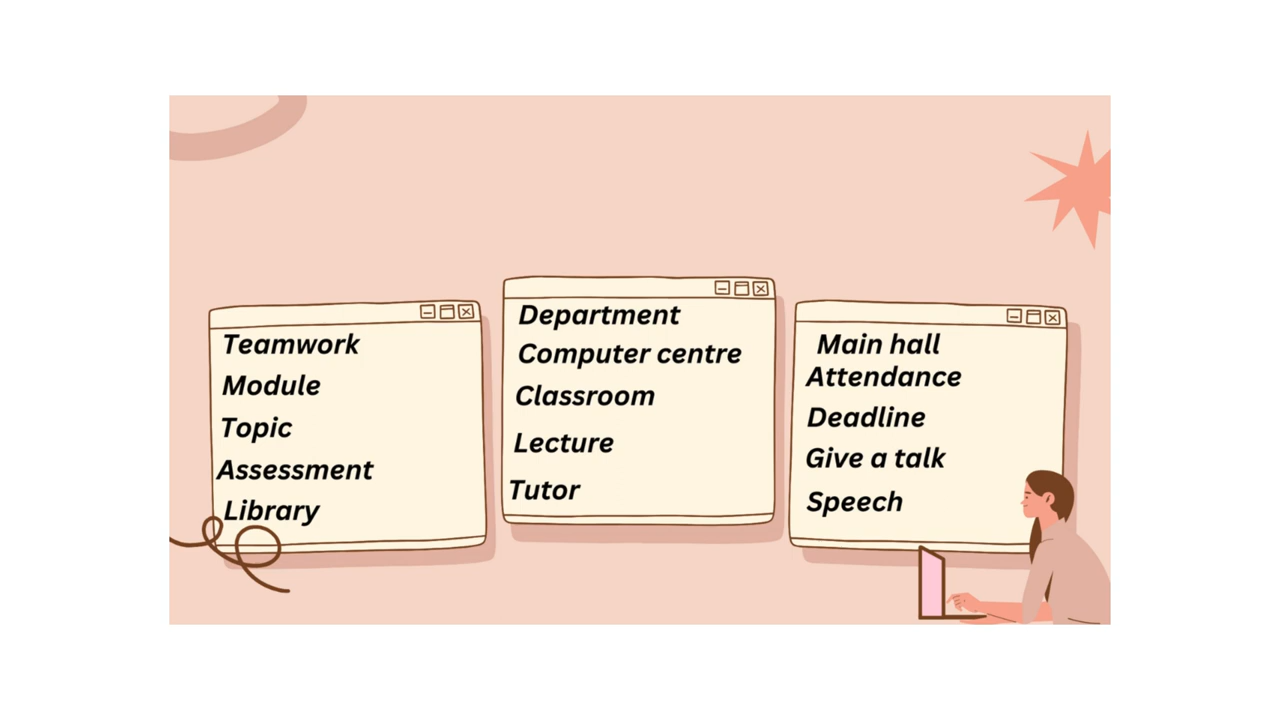 Teamwork
Module
Topic
Assessment
Library
Department
Computer centre
Classroom
Lecture
Tutor
Main hall
Attendance
Deadline
Give a talk
Speech